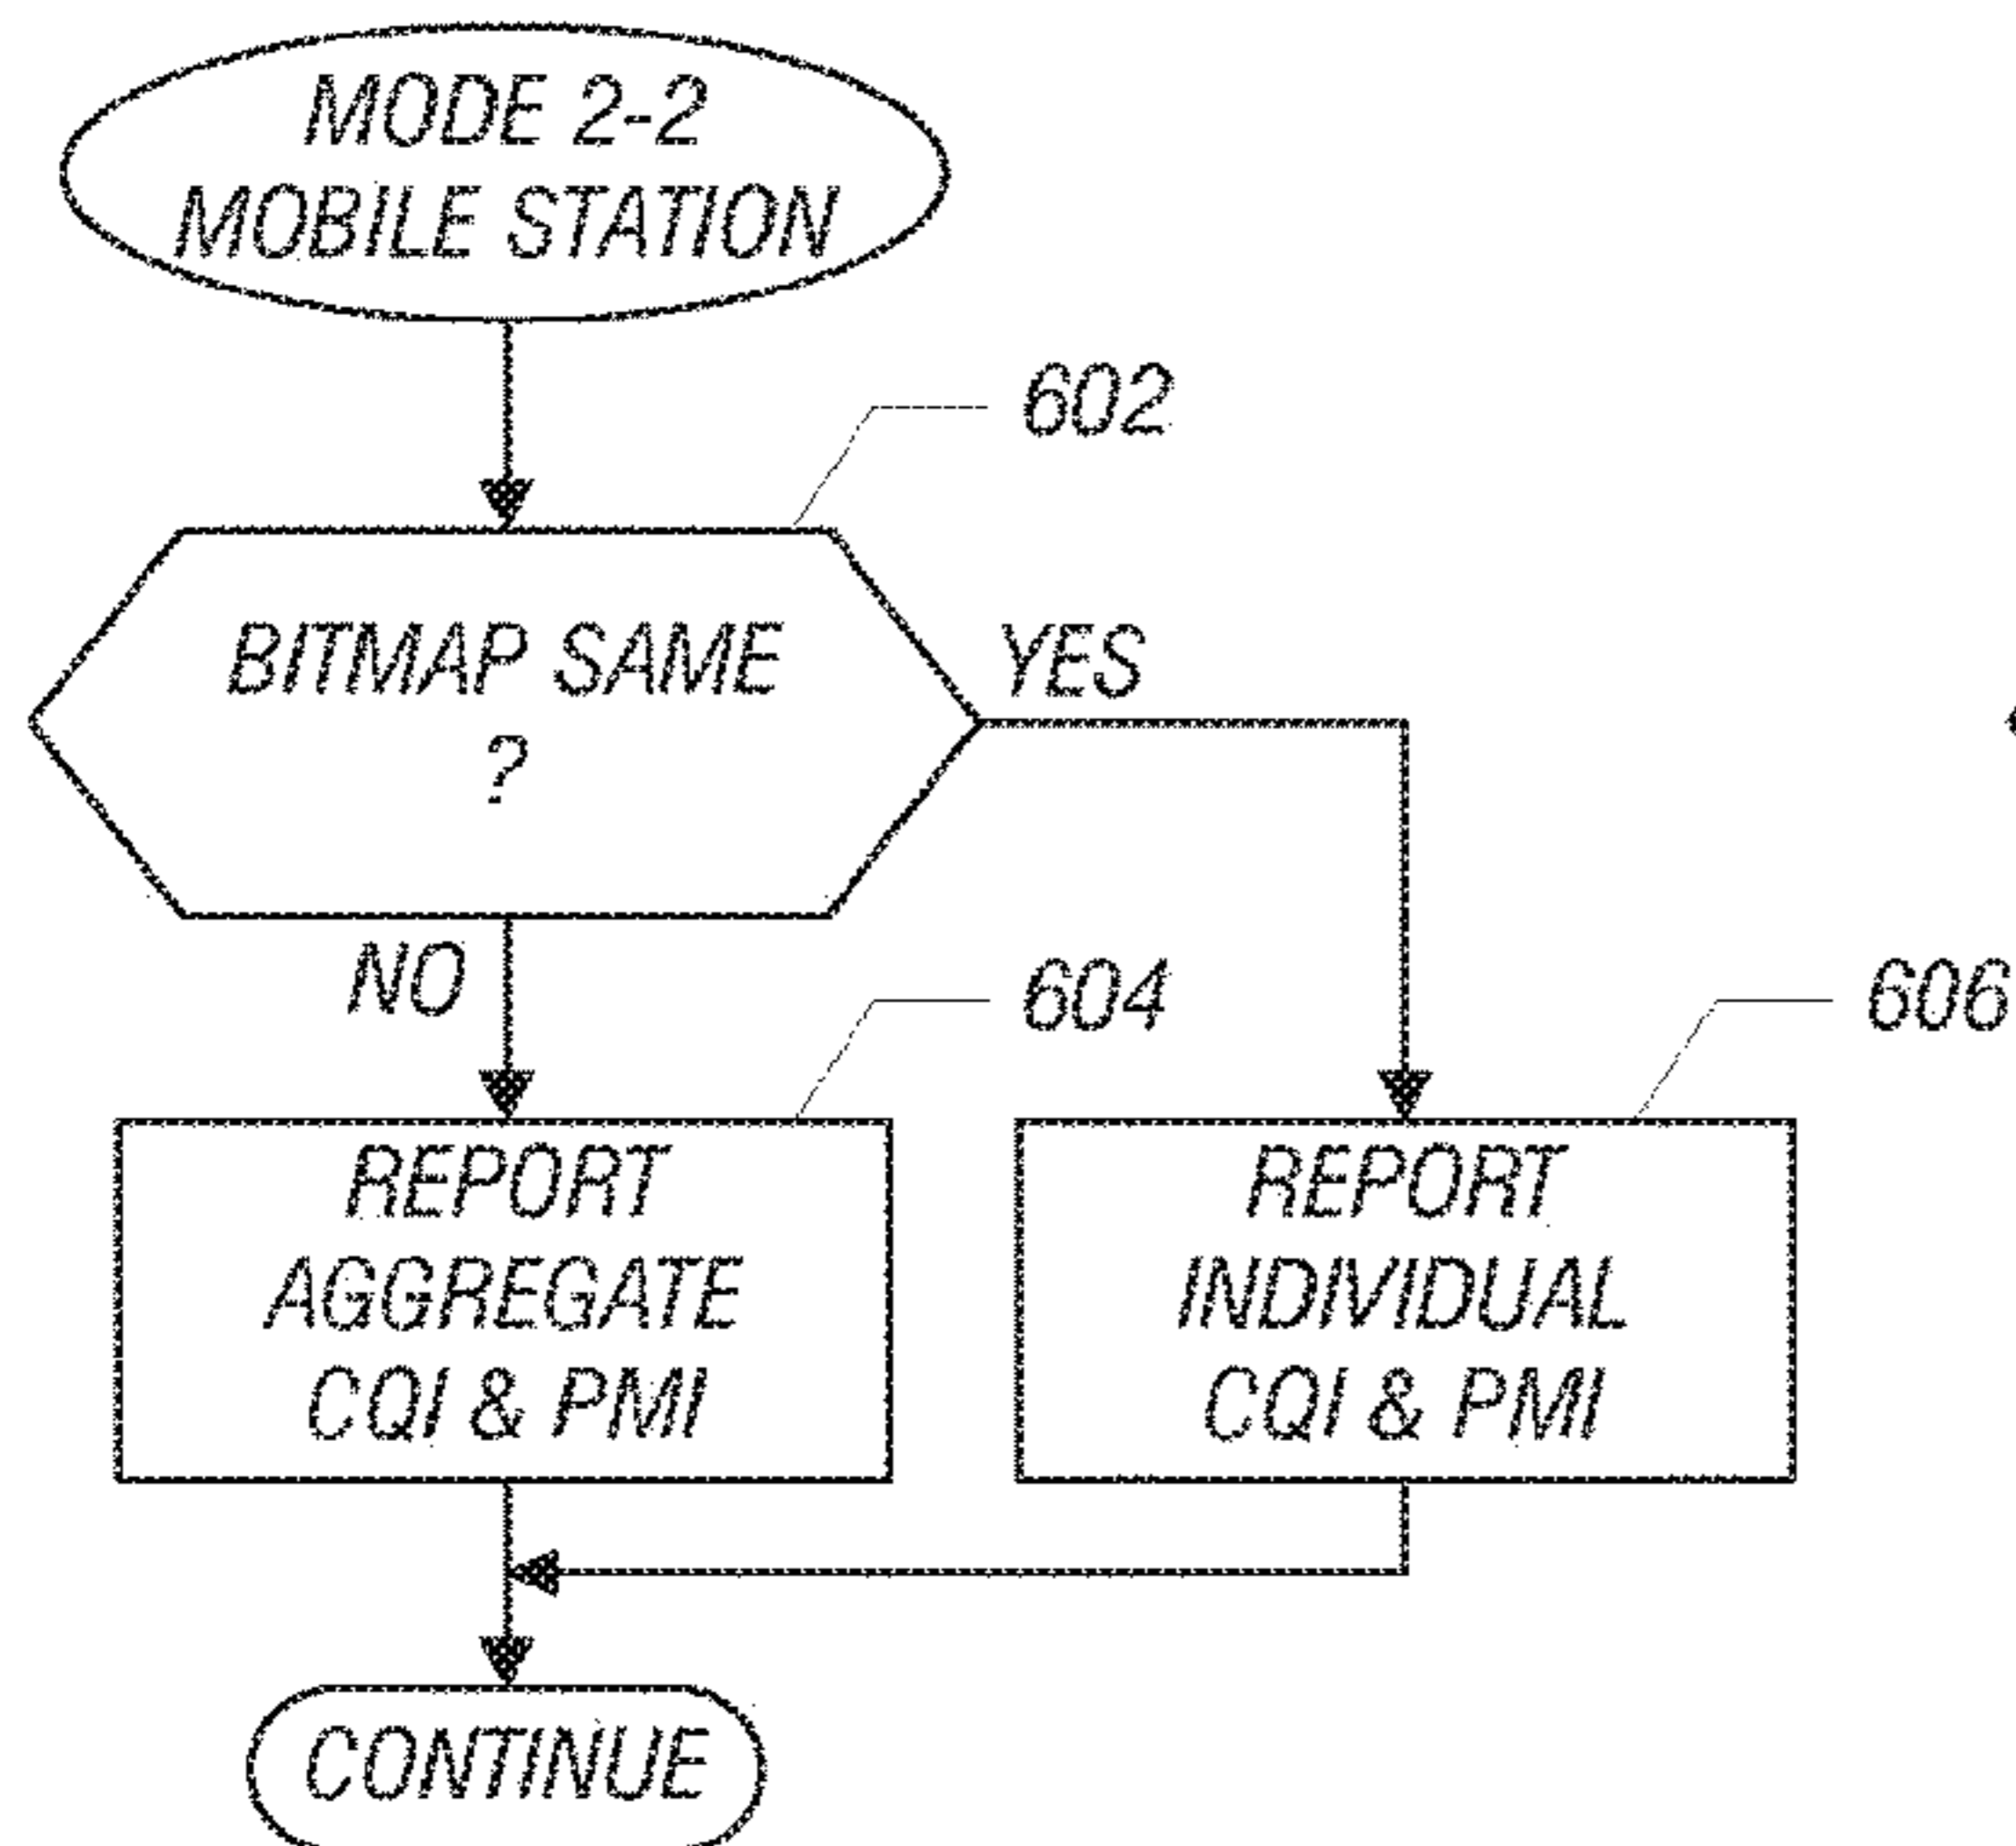 MODE 2-2
MOBILE STATION
602
BITMAP SAME
?
YES
NO
604
606
REPORT
AGGREGATE
CQI & PMI
REPORT
INDIVIDUAL
CQI & PMI
CONTINUE